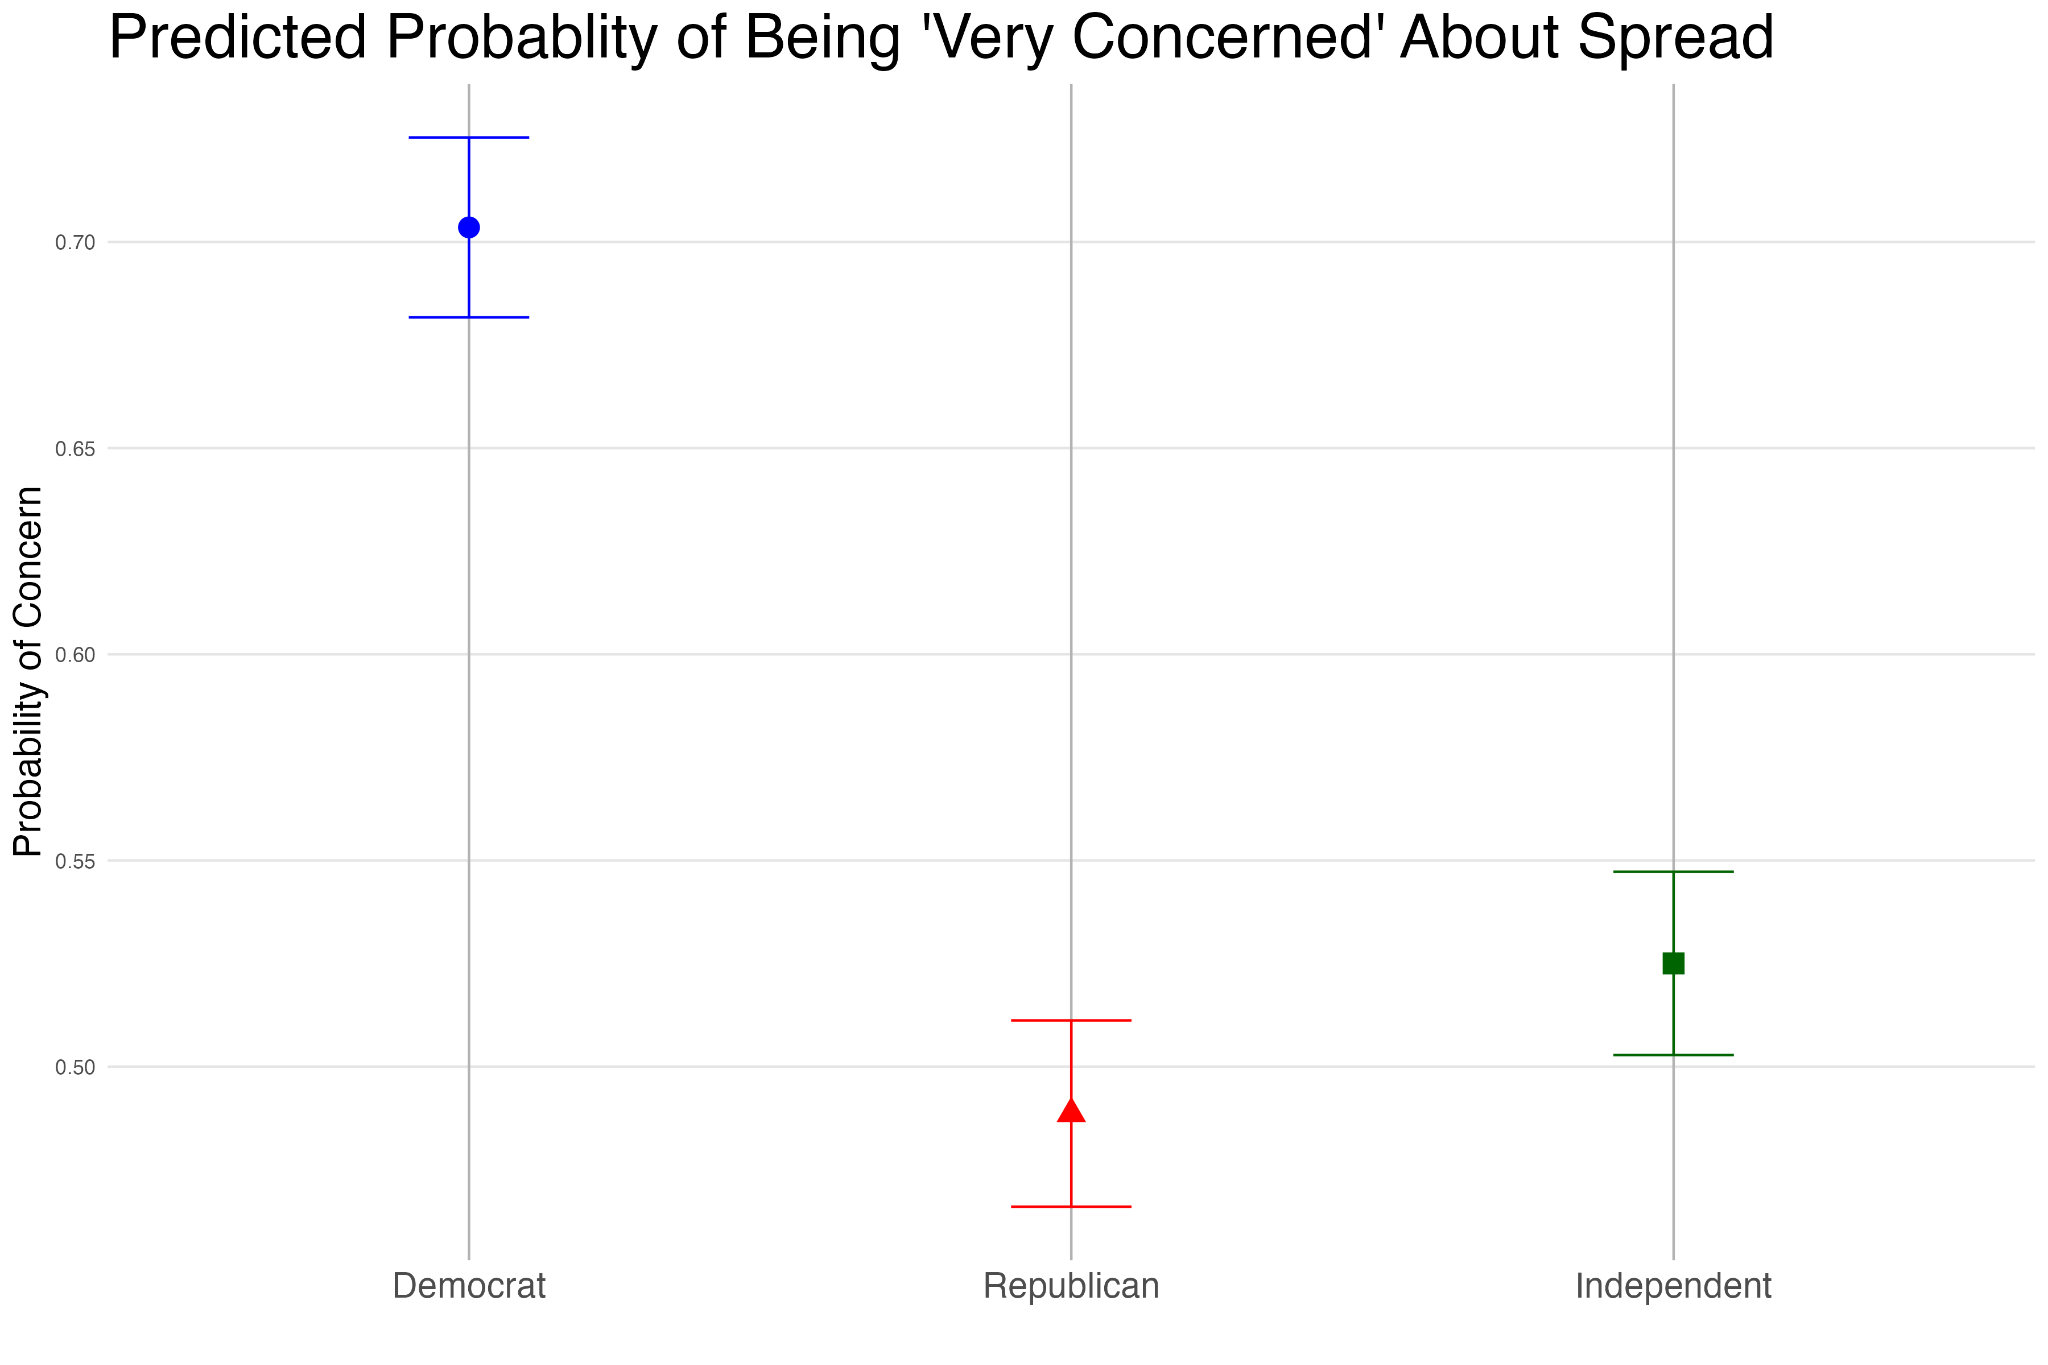 Predicted Probablity of Being 'Very Concerned' About Spread
Probability of Concern
0.70
0.65
0.60
0.55
0.50
Democrat
Republican
Independent